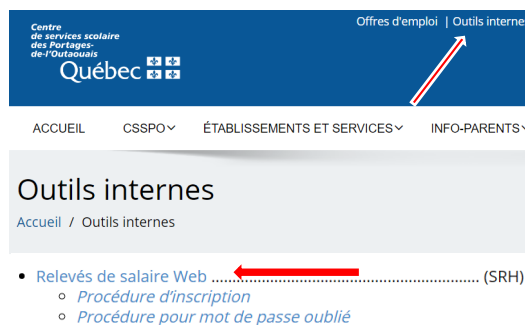 Centre
de services scolaire
des Portages-
de-l'Outaouais
Québec
Offres d'emploi | Outils interne
ACCUEIL CSSPO ÉTABLISSEMENTS ET SERVICES INFO-PARENTS
Outils internes
Accueil / Outils internes
Relevés de salaire Web ................................................................ (SRH)
Procédure d'inscription
Procédure pour mot de passe oublié